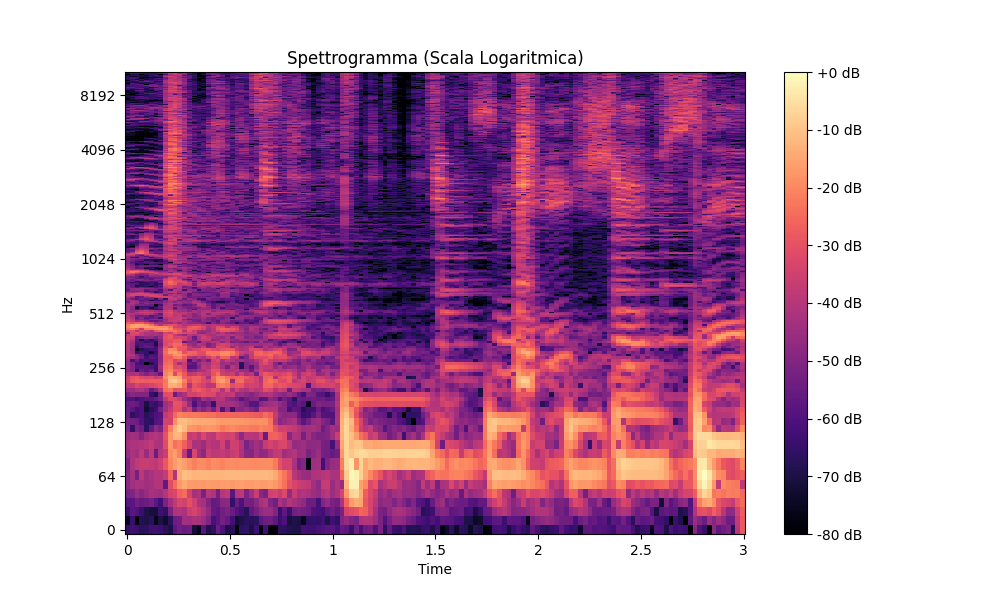 Spettrogramma (Scala Logaritmica)
Hz
8192
4096
2048
1024
512
256
128
64
0
0 0.5 1 1.5 2 2.5 3
Time
+0 dB
-10 dB
-20 dB
-30 dB
-40 dB
-50 dB
-60 dB
-70 dB
-80 dB